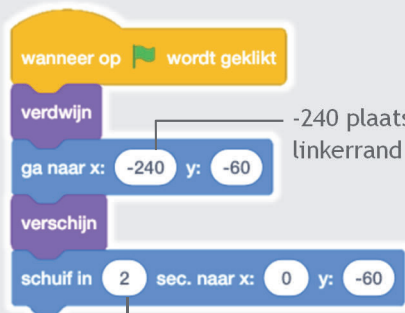 wanneer op wordt geklikt
verdwijn
-240 plaats
linkerrand
ga naar x: -240 y: -60
verschijn
schuif in 2 sec. naar x: 0 y: -60